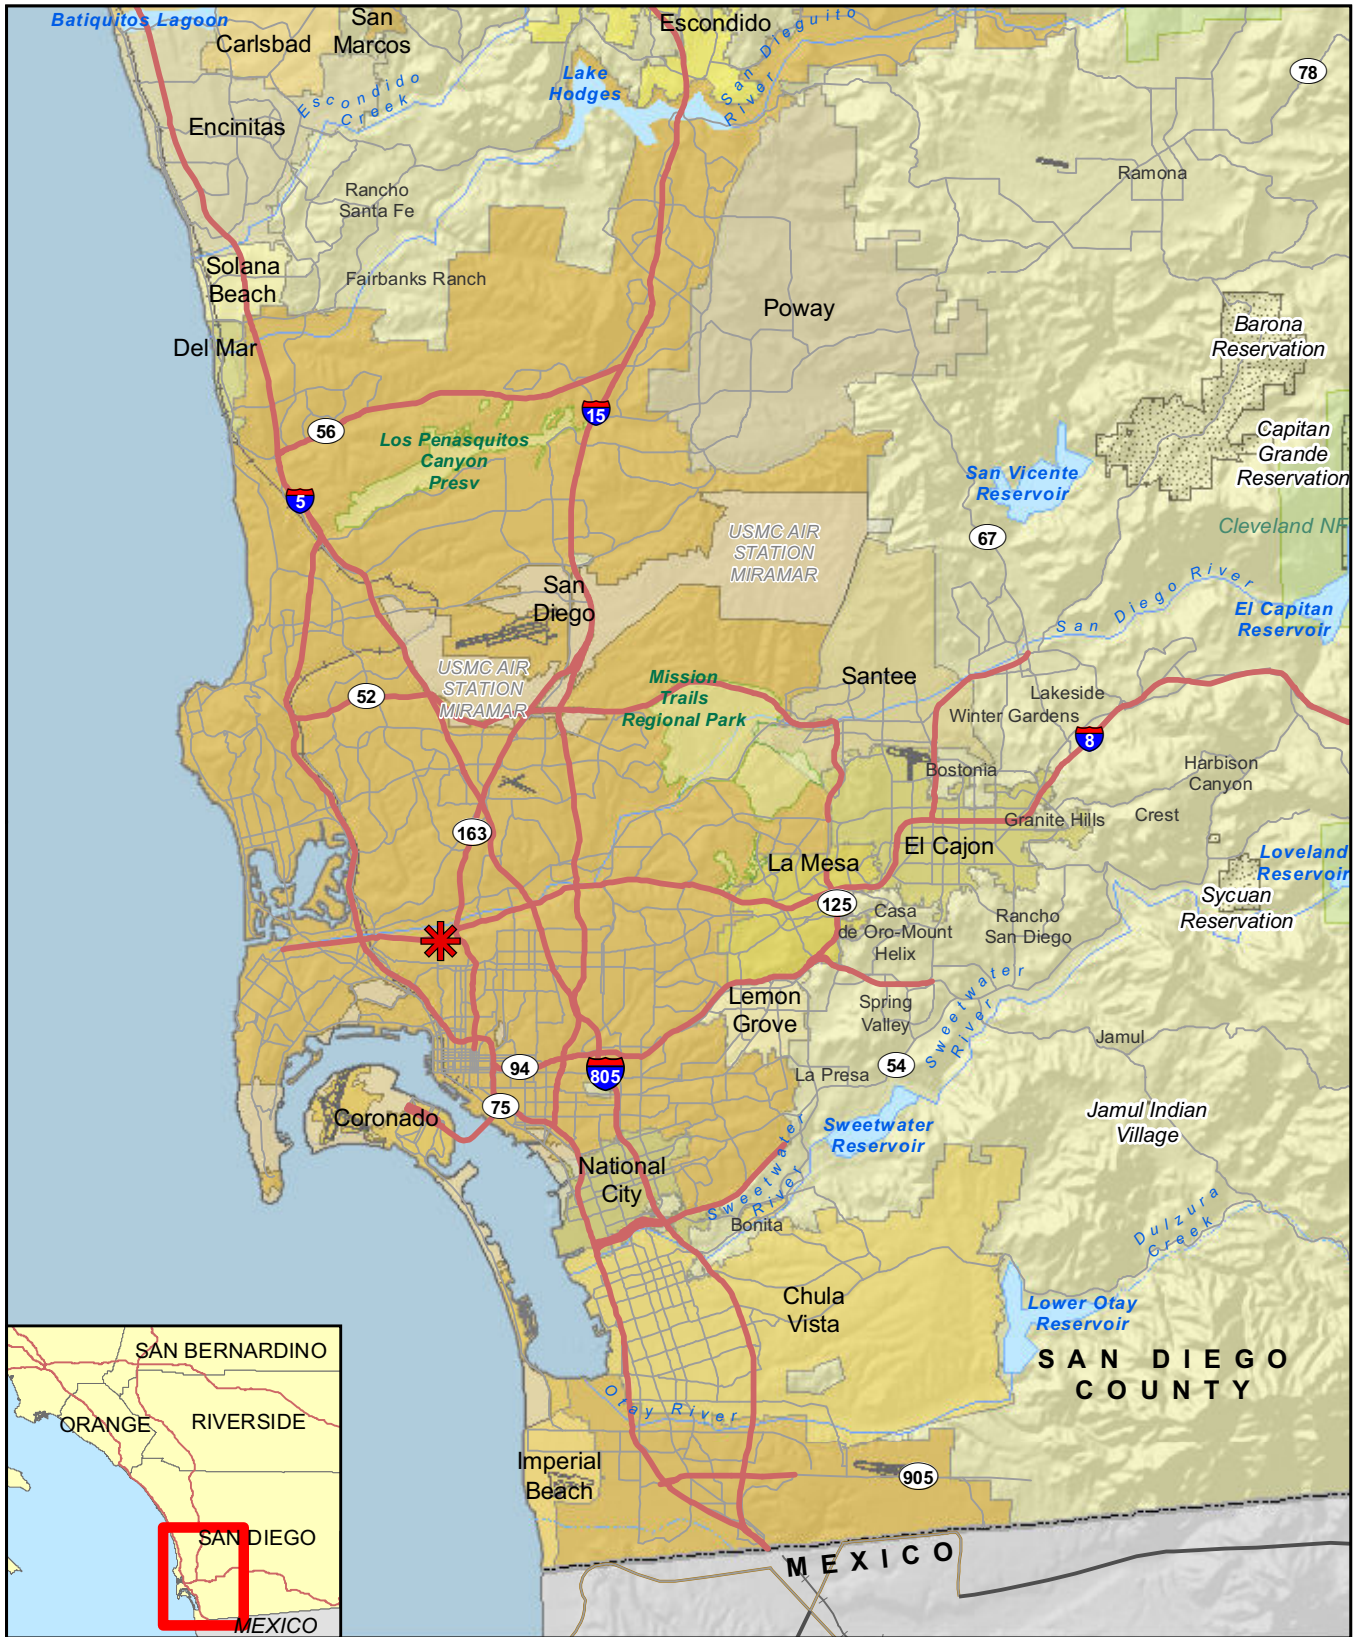 Batiquitos Lagoon
San
Marcos
Carlsbad
Escondido
San Dieguito
River
Lake
Hodges
78
Escondido
Creek
Encinitas
Ramona
Rancho
Santa Fe
Solana
Beach
Fairbanks Ranch
Poway
Barona
Reservation
Del Mar
15
56
Los Penasquitos
Canyon
Presv
Capitan
Grande
Reservation
San Vicente
Reservoir
5
USMC AIR
STATION
MIRAMAR
67
Cleveland NF
San
Diego
San Diego River
El Capitan
Reservoir
USMC AIR
STATION
MIRAMAR
Mission
Trails
Regional Park
Santee
52
Lakeside
Winter Gardens
8
Bostonia
Harbison
Canyon
163
Granite Hills
Crest
El Cajon
La Mesa
Loveland
Reservoir
125
Casa
de Oro-Mount
Helix
Rancho
San Diego
Sycuan
Reservation
Lemon
Grove
Spring
Valley
Sweetwater
River
Jamul
94
805
La Presa
54
75
Coronado
Jamul Indian
Village
Sweetwater
Reservoir
National
City
Sweetwater
River
Bonita
Dulzura
Creek
Chula
Vista
Lower Otay
Reservoir
SAN DIEGO
COUNTY
Otay River
Imperial
Beach
905
MEXICO
SAN BERNARDINO
ORANGE
RIVERSIDE
SAN DIEGO
MEXICO